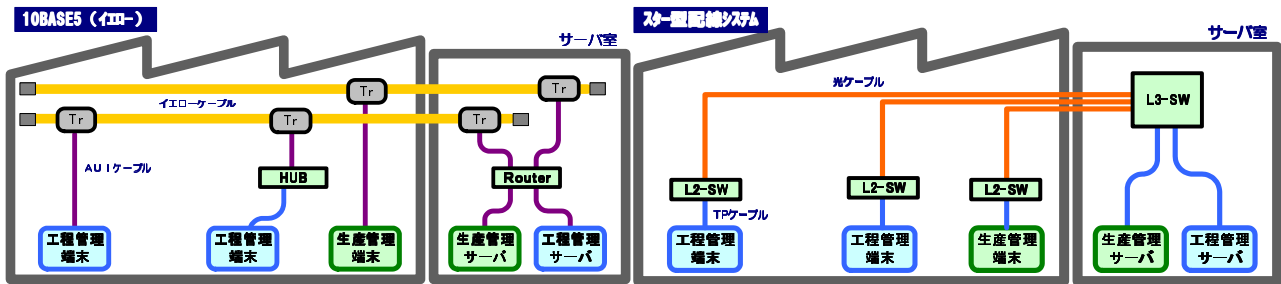 10BASE5（イエロー）
サーバ室
Tr
Tr
イエローケーブル
Tr
Tr
Tr
AUIケーブル
HUB
Router
工程管理
端末
工程管理
端末
生産管理
端末
生産管理
サーバ
工程管理
サーバ
スター型配線システム
サーバ室
光ケーブル
L3-SW
L2-SW
L2-SW
L2-SW
TPケーブル
工程管理
端末
工程管理
端末
生産管理
端末
生産管理
サーバ
工程管理
サーバ